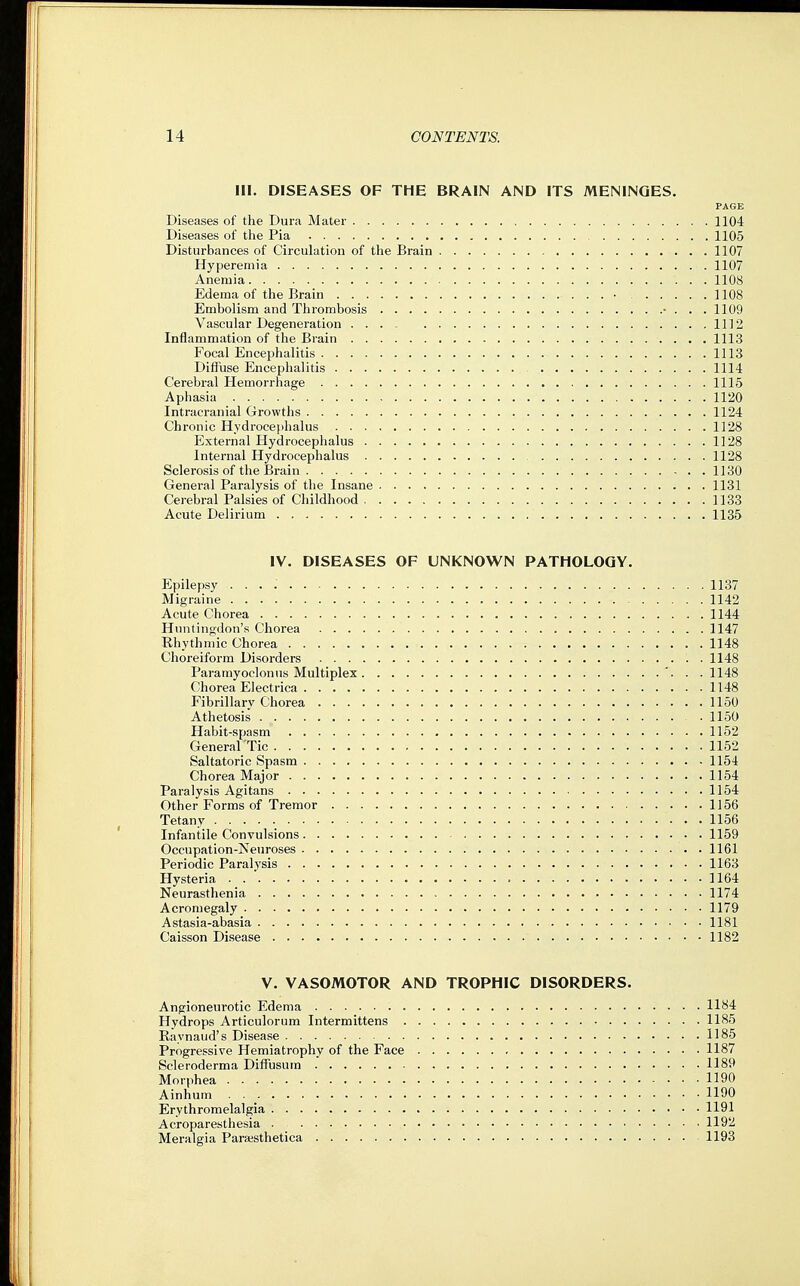 14 CONTENTS.
III. DISEASES OF THE BRAIN AND ITS MENINGES.
PAGE
Diseases of the Dura Mater . . . . . . . . . . 1104
Diseases of the Pia . . . . . . . . . . 1105
Disturbances of Circulation of the Brain . . . . . . . . . . 1107
Hyperemia . . . . . . . . . . 1107
Anemia . . . . . . . . . . 1108
Edema of the Brain . . . . . . . . . . 1108
Embolism and Thrombosis . . . . . . . . . . 1109
Vascular Degeneration . . . . . . . . . . 1112
Inflammation of the Brain . . . . . . . . . . 1113
Focal Encephalitis . . . . . . . . . . 1113
Diffuse Encephalitis . . . . . . . . . . 1114
Cerebral Hemorrhage . . . . . . . . . . 1115
Aphasia . . . . . . . . . . 1120
Intracranial Growths . . . . . . . . . . 1124
Chronic Hydrocephalus . . . . . . . . . . 1128
External Hydrocephalus . . . . . . . . . . 1128
Internal Hydrocephalus . . . . . . . . . . 1128
Sclerosis of the Brain . . . . . . . . . . 1130
General Paralysis of the Insane . . . . . . . . . . 1131
Cerebral Palsies of Childhood . . . . . . . . . . 1133
Acute Delirium . . . . . . . . . . 1135
IV. DISEASES OF UNKNOWN PATHOLOGY.
Epilepsy . . . . . . . . . . 1137
Migraine . . . . . . . . . . 1142
Acute Chorea . . . . . . . . . . 1144
Huntingdon's Chorea . . . . . . . . . . 1147
Rhythmic Chorea . . . . . . . . . . 1148
Choreiform Disorders . . . . . . . . . . 1148
Paramyoclonus Multiplex . . . . . . . . . . 1148
Chorea Electrica . . . . . . . . . . 1148
Fibrillary Chorea . . . . . . . . . . 1150
Athetosis . . . . . . . . . . 1150
Habit-spasm . . . . . . . . . . 1152
General Tic . . . . . . . . . . 1152
Saltatoric Spasm . . . . . . . . . . 1154
Chorea Major . . . . . . . . . . 1154
Paralysis Agitans . . . . . . . . . . 1154
Other Forms of Tremor . . . . . . . . . . 1156
Tetany . . . . . . . . . . 1156
Infantile Convulsions . . . . . . . . . . 1159
Occupation-Neuroses . . . . . . . . . . 1161
Periodic Paralysis . . . . . . . . . . 1163
Hysteria . . . . . . . . . . 1164
Neurasthenia . . . . . . . . . . 1174
Acromegaly . . . . . . . . . . 1179
Astasia-abasia . . . . . . . . . . 1181
Caisson Disease . . . . . . . . . . 1182
V. VASOMOTOR AND TROPHIC DISORDERS.
Angioneurotic Edema . . . . . . . . . . 1184
Hydrops Articulorum Intermittens . . . . . . . . . . 1185
Raynaud's Disease . . . . . . . . . . 1185
Progressive Hemiatrophy of the Face . . . . . . . . . . 1187
Scleroderma Diffusum . . . . . . . . . . 1189
Morphea . . . . . . . . . . 1190
Ainhum . . . . . . . . . . 1190
Erythromelalgia . . . . . . . . . . 1191
Acroparesthesia . . . . . . . . . . 1192
Meralgia Paræsthetica . . . . . . . . . . 1193